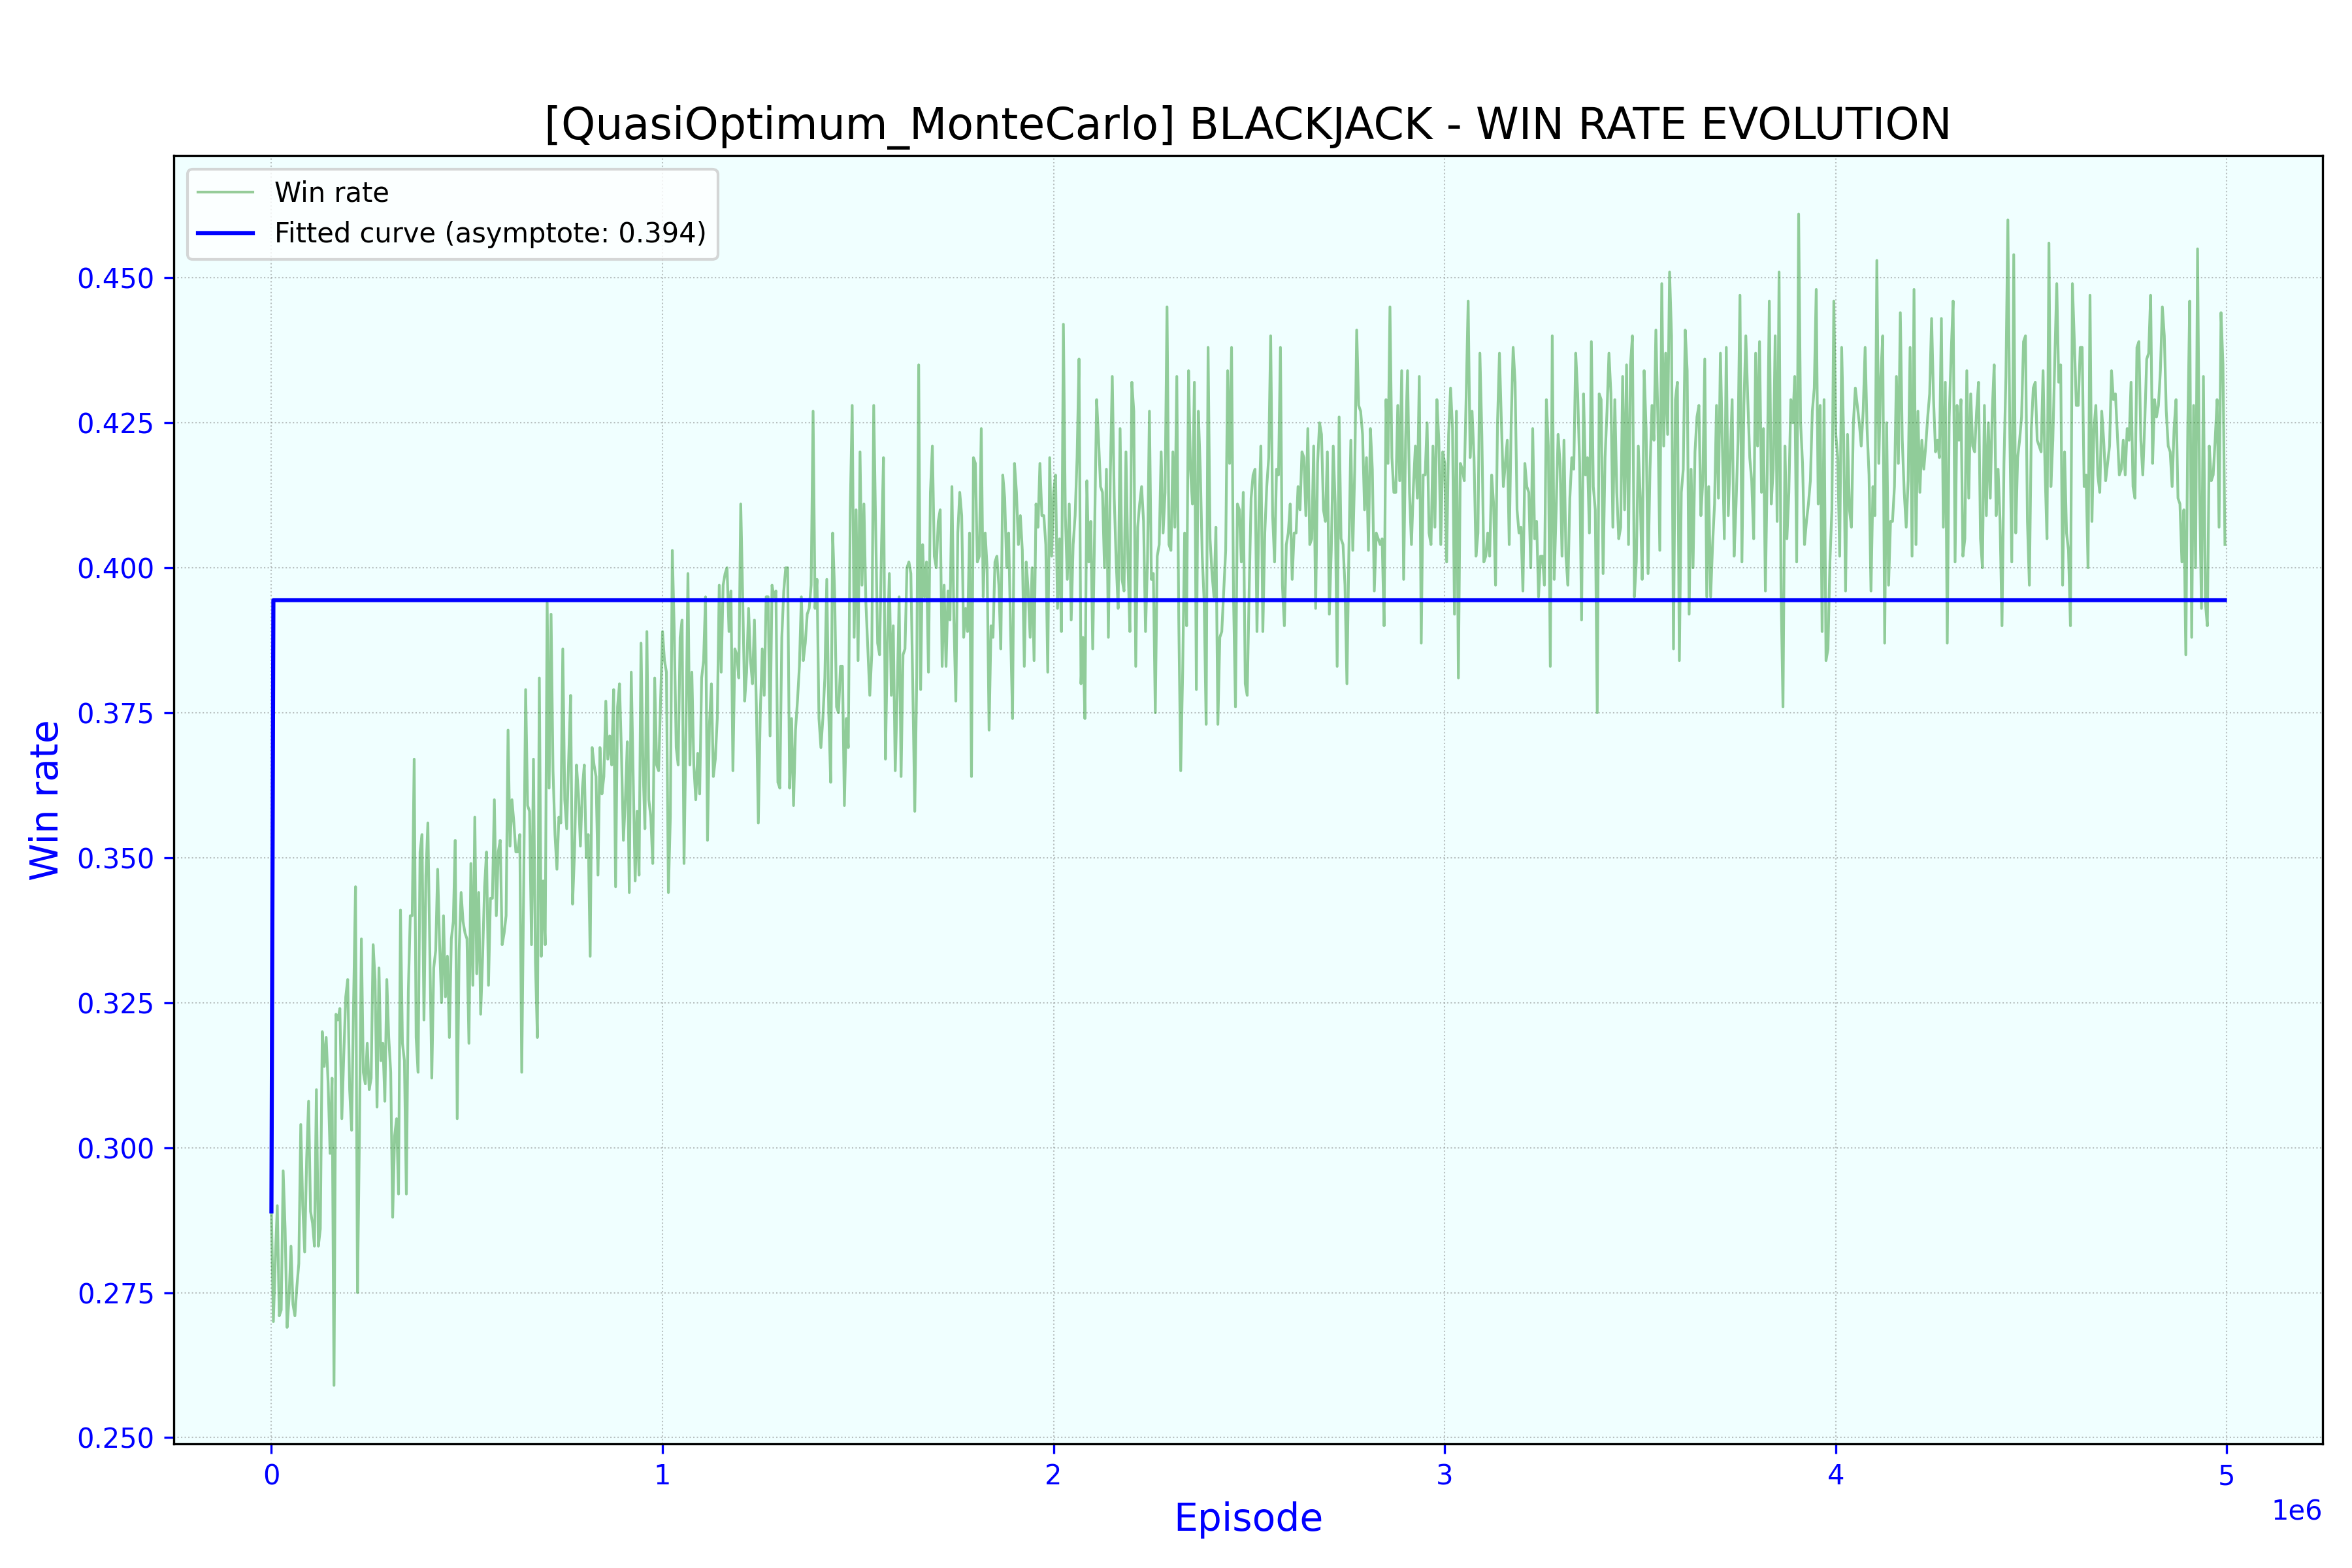 [QuasiOptimum_MonteCarlo] BLACKJACK - WIN RATE EVOLUTION
Win rate
Fitted curve (asymptote: 0.394)
0.450
0.425
0.400
0.375
0.350
0.325
0.300
0.275
0.250
Win rate
0 1 2 3 4 5
1e6
Episode